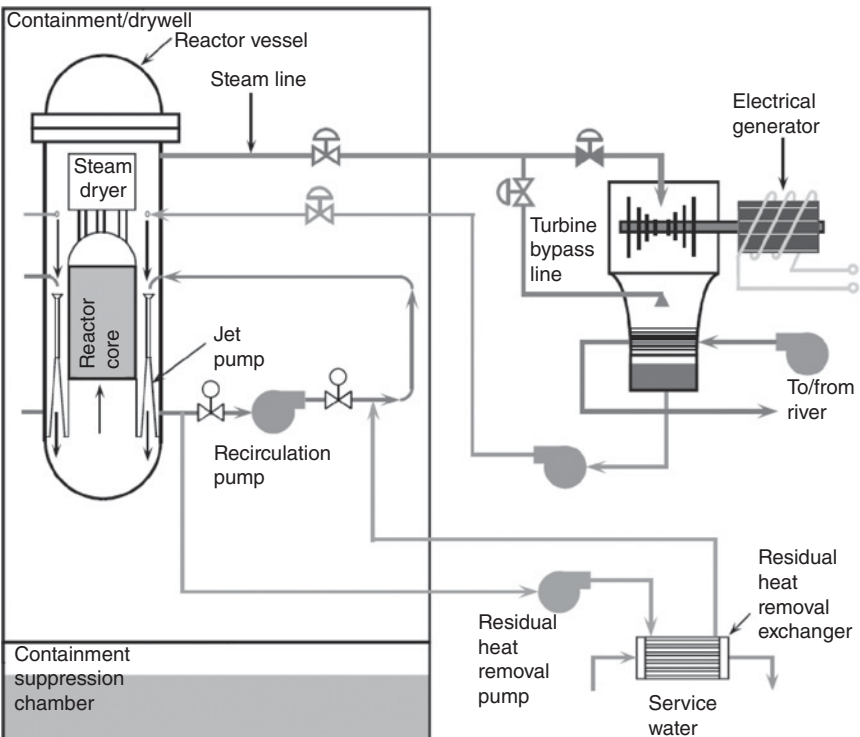 Containment/drywell
Reactor vessel
Steam line
Electrical
generator
Steam
dryer
Turbine
bypass
line
Reactor
core
Jet
pump
To/from
river
Recirculation
pump
Residual
heat
removal
exchanger
Residual
heat
removal
pump
Containment
suppression
chamber
Service
water